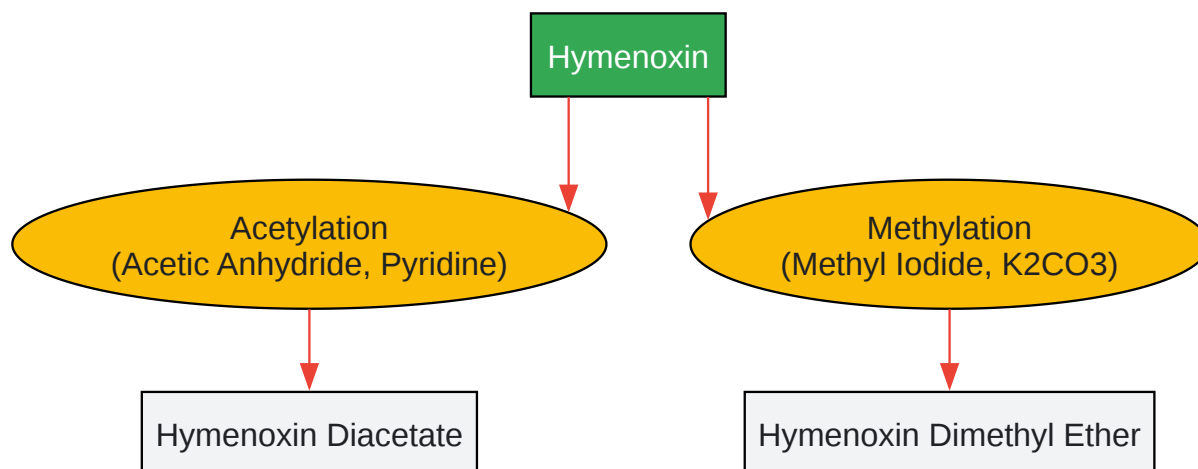 Hymenoxin
Acetylation
(Acetic Anhydride, Pyridine)
Methylation
(Methyl Iodide, K2CO3)
Hymenoxin Diacetate
Hymenoxin Dimethyl Ether